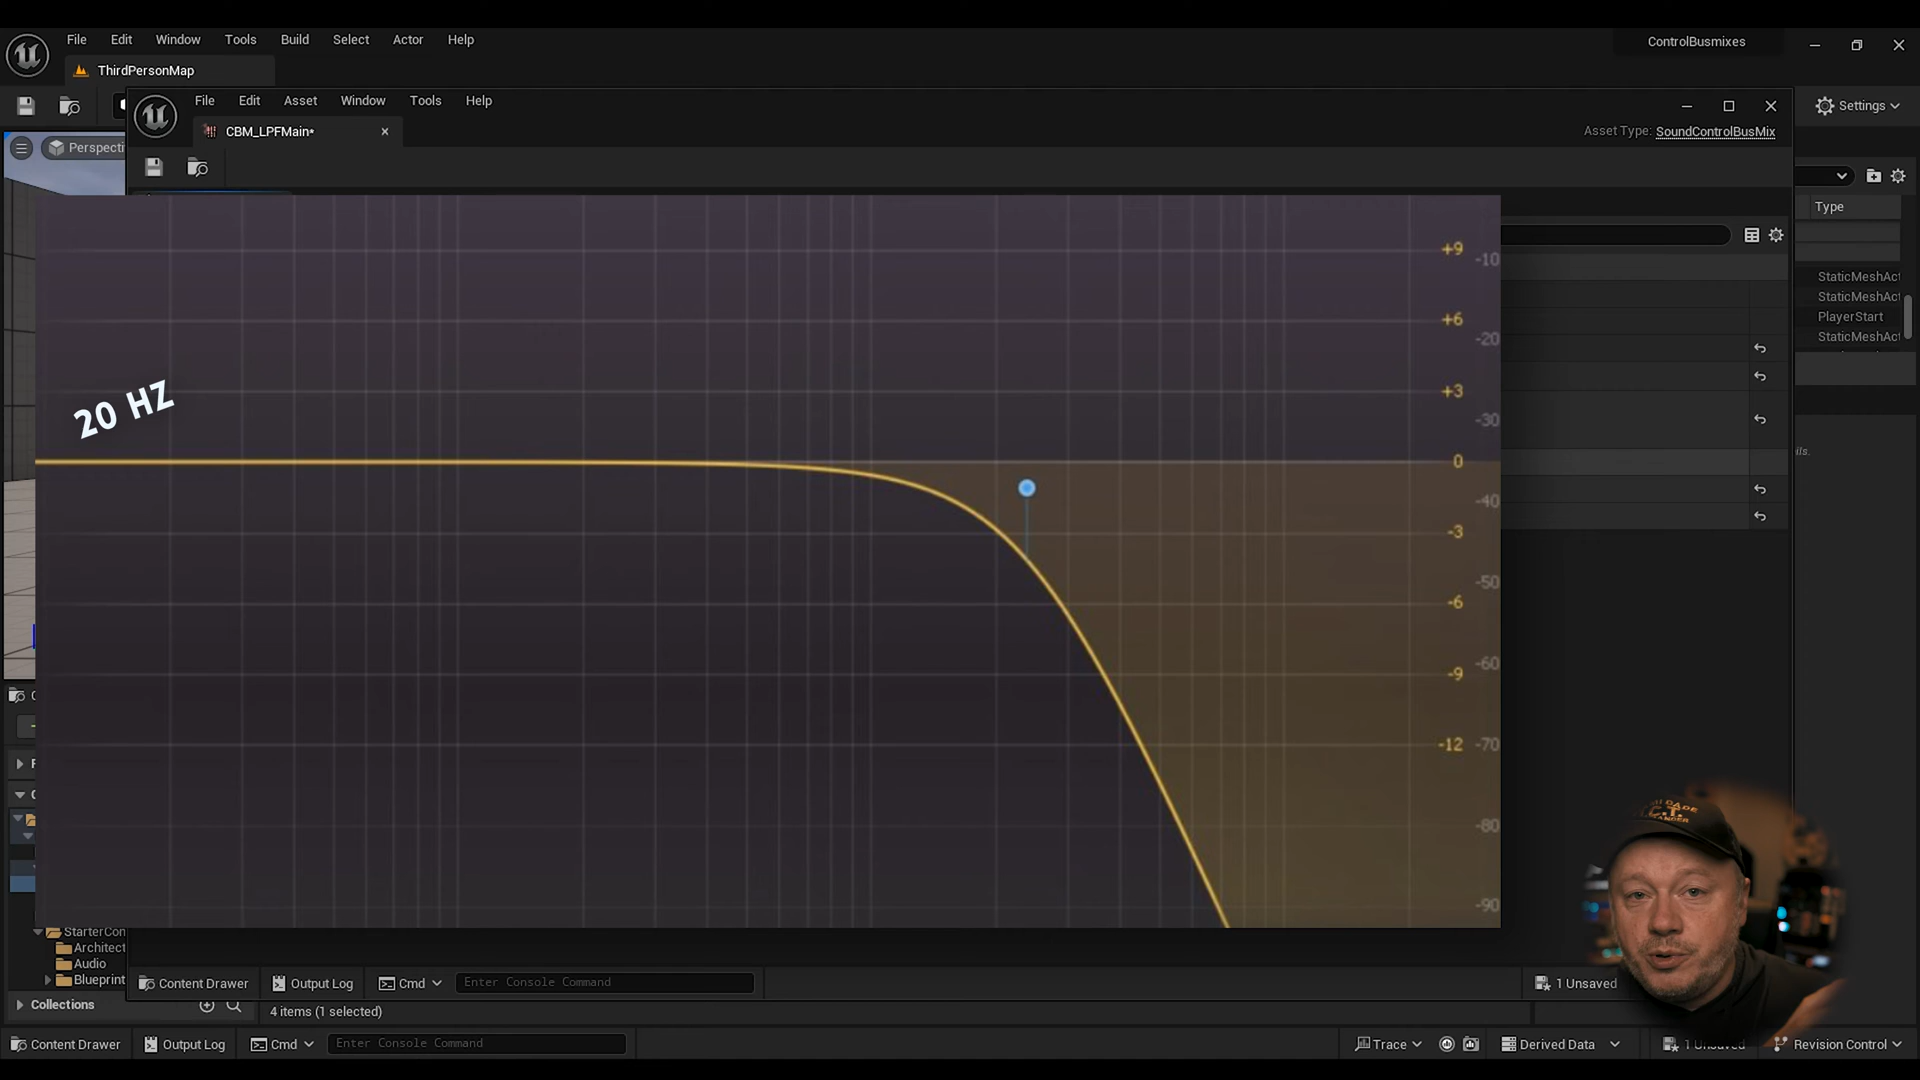 File Edit Window Tools Build Select Actor Help
ControlBusmixes
ThirdPersonMap
File Edit Asset Window Tools Help
Settings
CBM_LPFMain*
Asset Type: SoundControlBusMix
Type
+9
-10
+6
-20
+3
-30
20 HZ
0
-40
-3
-50
-6
-60
-9
-12
-70
-80
-90
StaticMeshAct
StaticMeshAct
PlayerStart
StaticMeshAct
StarterCon
Architect
Audio
Blueprint
Collections
Content Drawer Output Log Cmd Enter Console Command
1 Unsaved
4 items (1 selected)
Content Drawer Output Log Cmd Enter Console Command
Trace Derived Data 1 Unsaved Revision Control